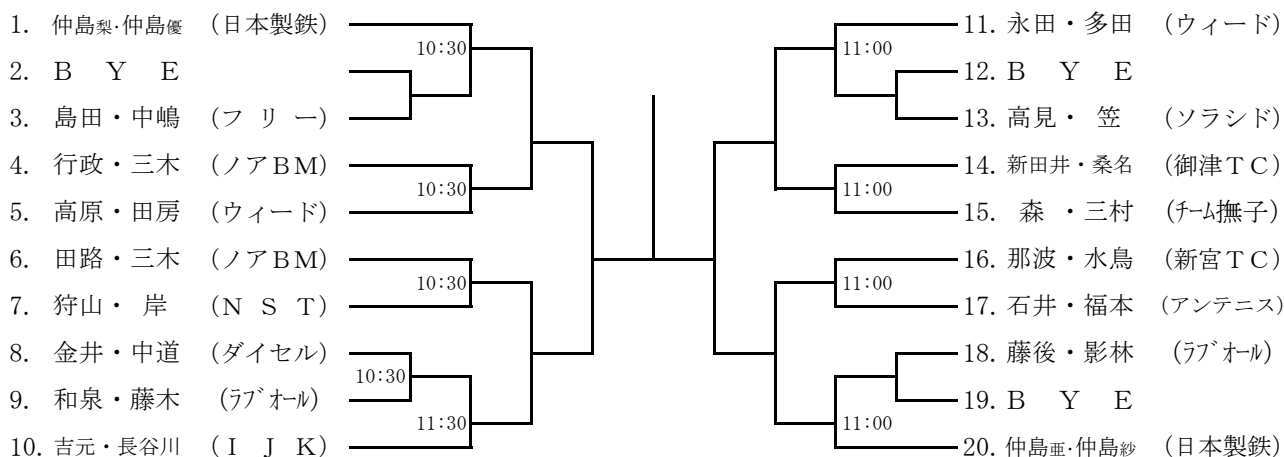 1. 仲島梨·仲島優 (日本製鉄)
10:30
2. B Y E
3. 島田・中嶋 (フリー)
4. 行政・三木 (ノアBM)
10:30
5. 高原・田房 (ウィード)
6. 田路・三木 (ノアBM)
10:30
7. 狩山・岸 (N S T)
8. 金井・中道 (ダイセル)
10:30
9. 和泉・藤木 (ラブオール)
11:30
10. 吉元・長谷川 (I J K)
11. 永田・多田 (ウィード)
11:00
12. B Y E
13. 高見・笠 (ソラシド)
14. 新田井・桑名 (御津TC)
11:00
15. 森・三村 (チーム撫子)
16. 那波・水鳥 (新宮TC)
11:00
17. 石井・福本 (アンテニス)
18. 藤後・影林 (ラブオール)
19. B Y E
11:00
20. 仲島亜·仲島紗 (日本製鉄)